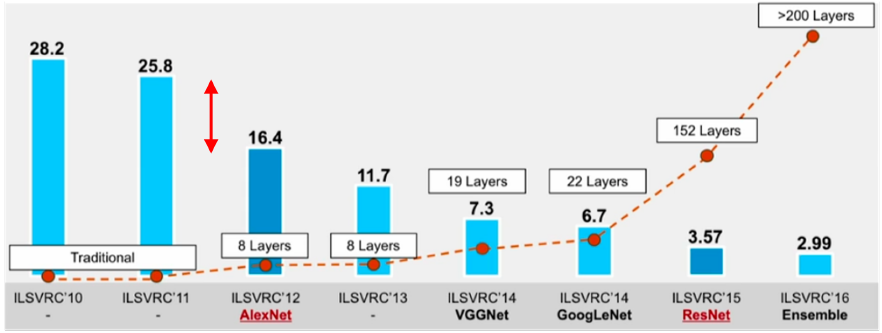 >200 Layers
28.2
25.8
16.4
152 Layers
11.7
19 Layers
22 Layers
7.3
6.7
Traditional
8 Layers
8 Layers
3.57
2.99
ILSVRC'10
ILSVRC'11
ILSVRC'12
ILSVRC'13
ILSVRC'14
ILSVRC'14
ILSVRC'15
ILSVRC'16
-
-
AlexNet
-
VGGNet
GoogLeNet
ResNet
Ensemble